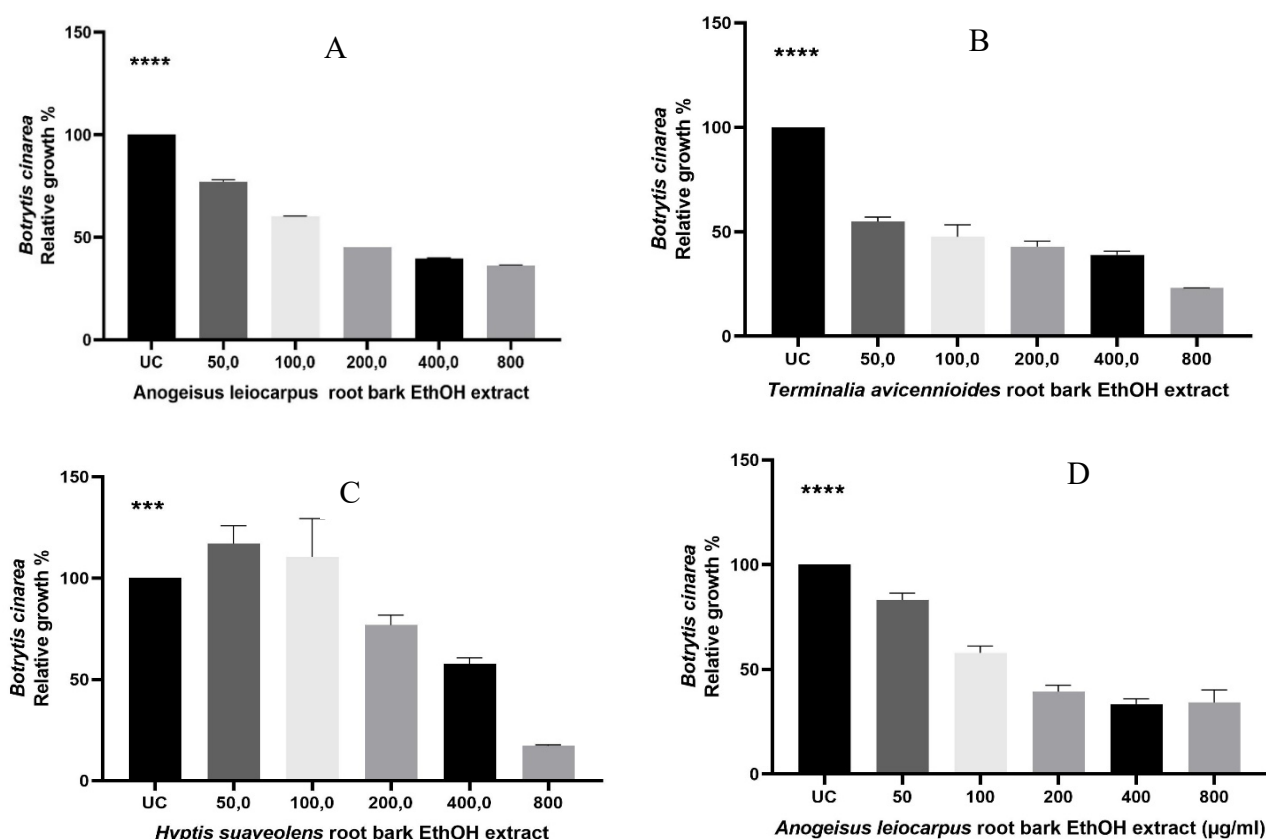 A
150
100
50
0
****
Botrytis cinarea
Relative growth %
UC 50,0 100,0 200,0 400,0 800
Anogeisus leiocarpus root bark EthOH extract
B
150
100
50
0
****
Botrytis cinarea
Relative growth %
UC 50,0 100,0 200,0 400,0 800
Terminalia avicennioides root bark EthOH extract
C
150
100
50
0
***
Botrytis cinarea
Relative growth %
UC 50,0 100,0 200,0 400,0 800
Hyptis suaveolens root bark EthOH extract
D
150
100
50
0
****
Botrytis cinarea
Relative growth %
UC 50 100 200 400 800
Anogeisus leiocarpus root bark EthOH extract (µg/ml)